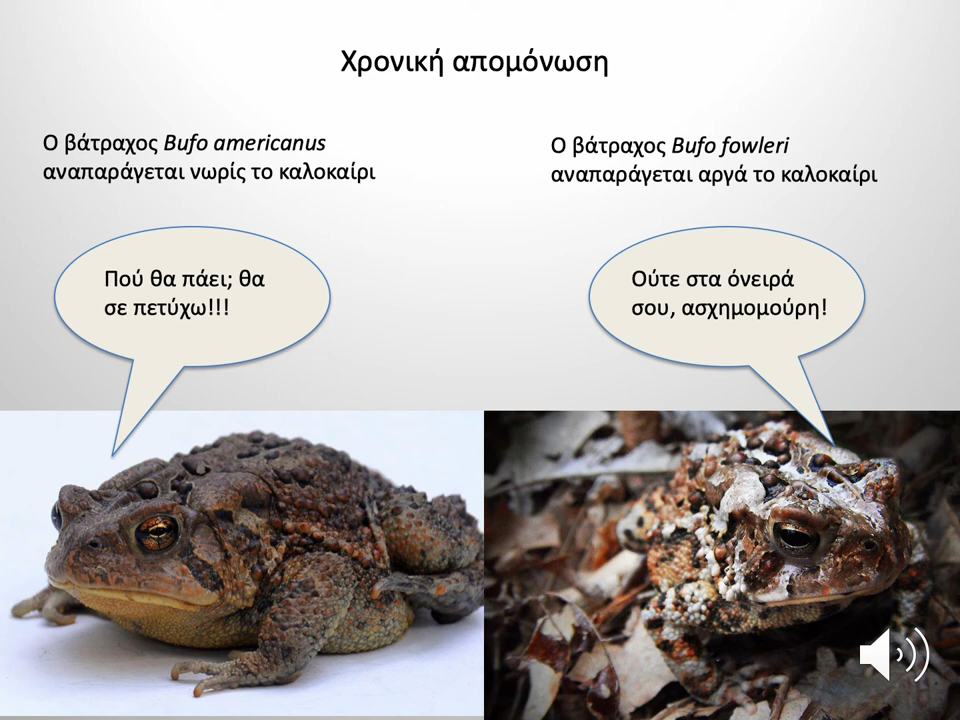 Χρονική απομόνωση
Ο βάτραχος Bufo americanus
αναπαράγεται νωρίς το καλοκαίρι
Ο βάτραχος Bufo fowleri
αναπαράγεται αργά το καλοκαίρι
Πού θα πάει; θα
σε πετύχω!!!
Ούτε στα όνειρά
σου, ασχημομούρη!